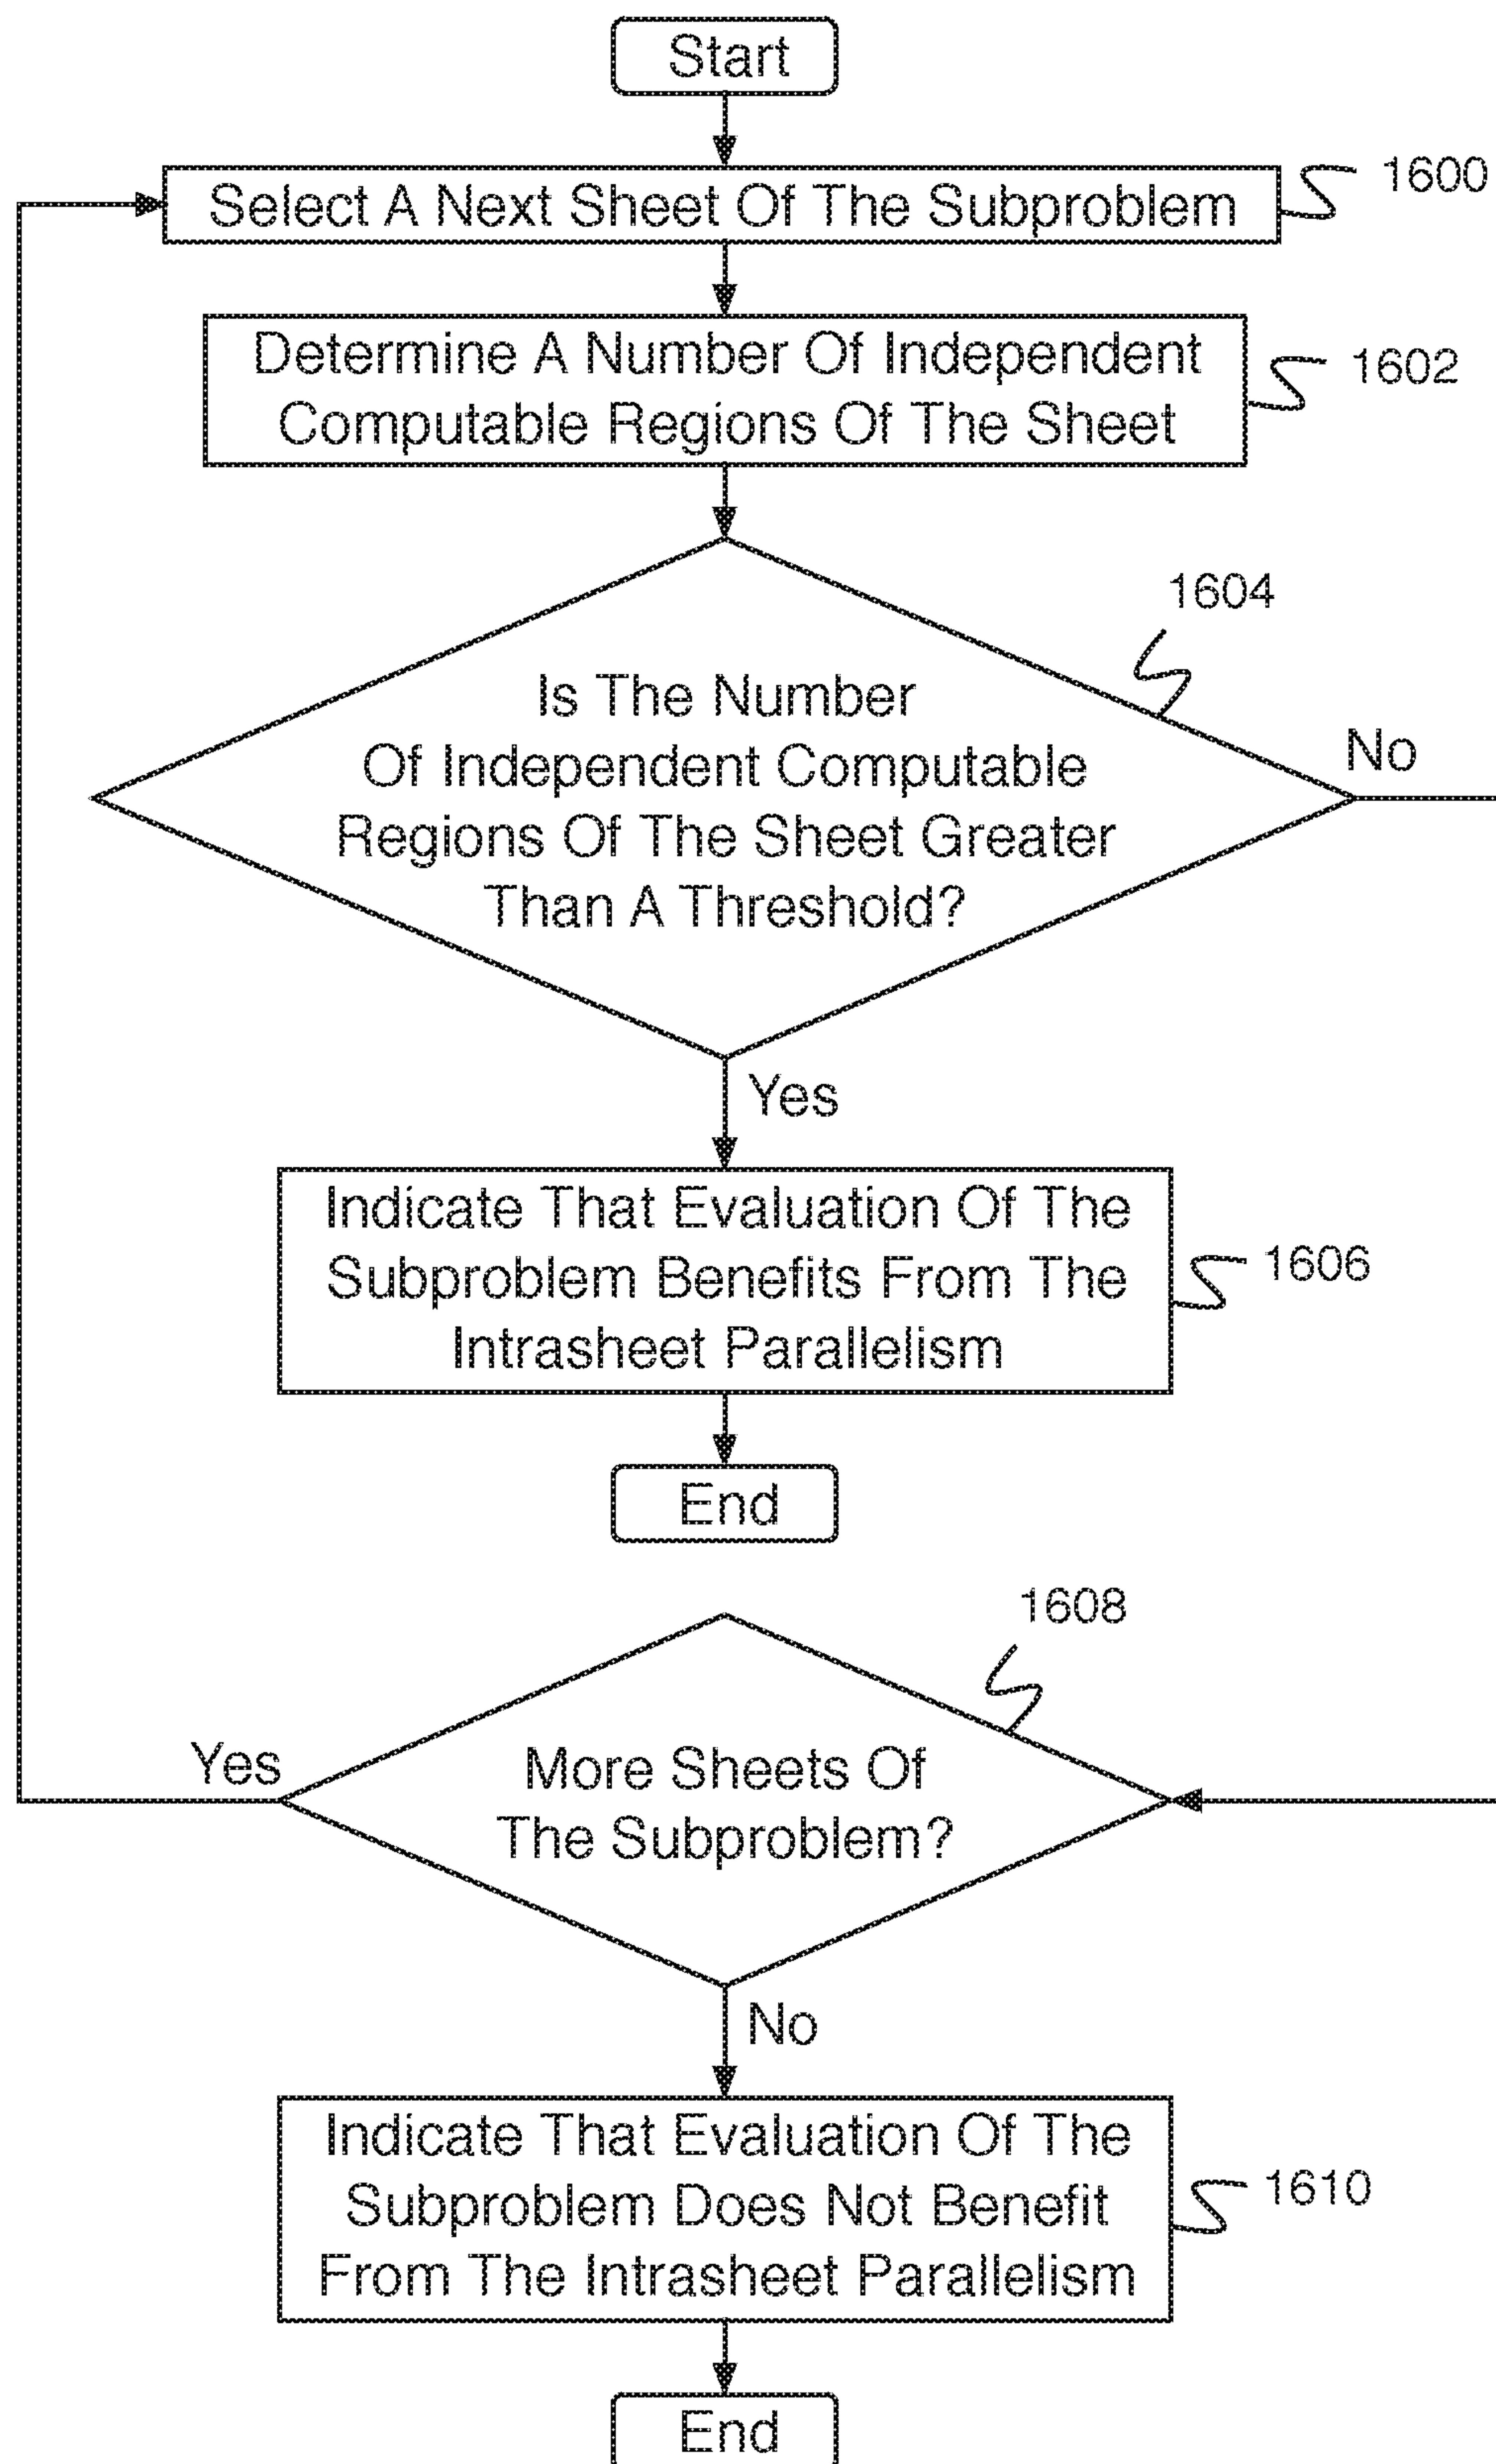 Start
Select A Next Sheet Of The Subproblem
1600
Determine A Number Of Independent
Computable Regions Of The Sheet
1602
1604
Is The Number
Of Independent Computable
Regions Of The Sheet Greater
Than A Threshold?
No
Yes
Indicate That Evaluation Of The
Subproblem Benefits From The
Intrasheet Parallelism
1606
End
1608
More Sheets Of
The Subproblem?
Yes
No
Indicate That Evaluation Of The
Subproblem Does Not Benefit
From The Intrasheet Parallelism
1610
End